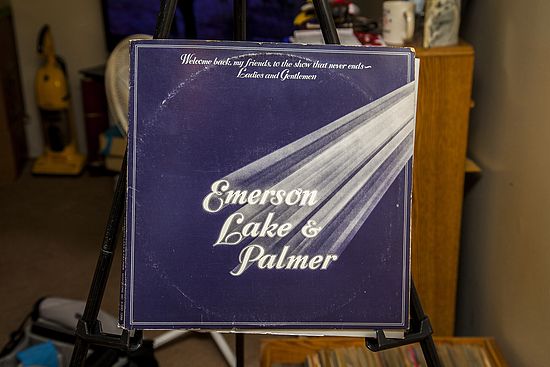 Welcome back, my friends, to the show that never ends~
Ladies and Gentlemen
Emerson
Lake &
Palmer